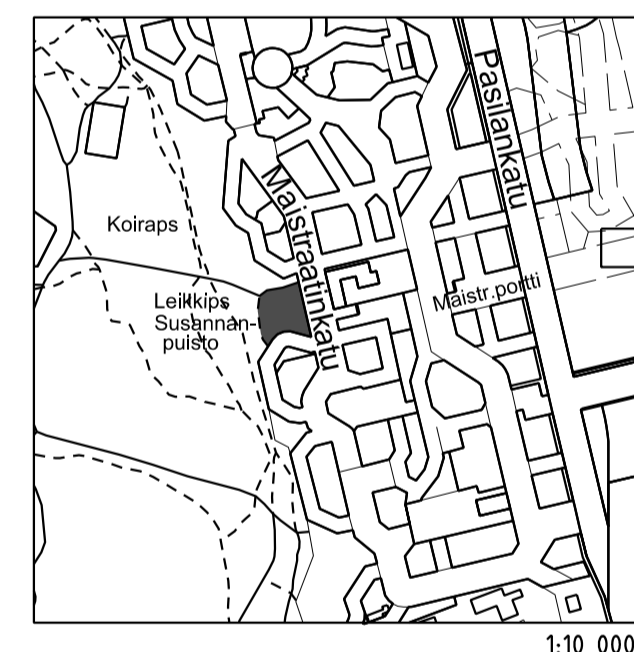 Pasilankatu
Maistraatinkatu
Koiraps
Maistr.portti
Leikkips
Susannan-
puisto
1:10 000